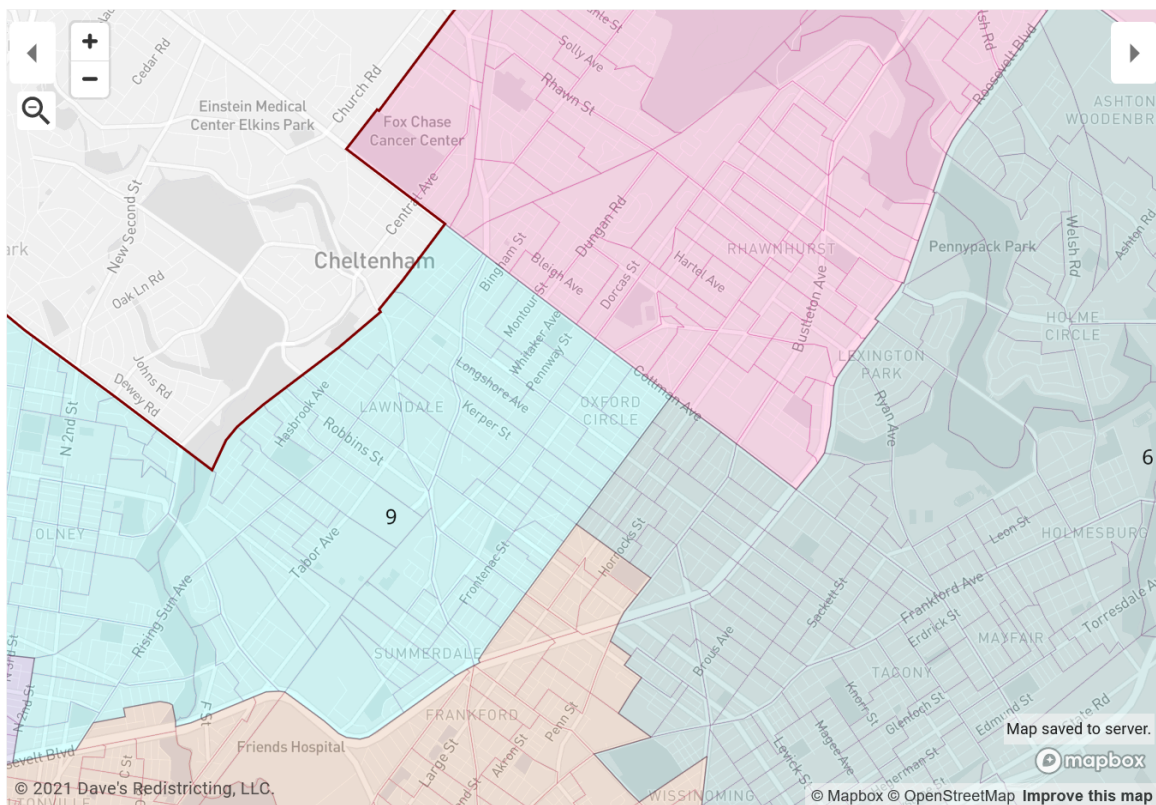 Cedar Rd
Church Rd
Solly Ave
Rhawn St
Roosevelt Blvd
Einstein Medical
Center Elkins Park
Fox Chase
Cancer Center
ASHTON
New Second St
Central Ave
Cheltenham
Oak Ln Rd
Bingham St
Bleigh Ave
Dungan Rd
Montour St
Dorcas St
Hartel Ave
RHAWNHURST
Bustleton Ave
Pennypack Park
Welsh Rd
Ashton Rd
HOLME
CIRCLE
Whitaker Ave
Pennway St
LEXINGTON
PARK
Johns Rd
Dewey Rd
Longshore Ave
Cottman Ave
Ryan Ave
N 2nd St
Hasbrook Ave
LAWNDALE
Kerper St
OXFORD
CIRCLE
Robbins St
6
9
OLNEY
Tabor Ave
Frontenac St
Horrocks St
Leon St
HOLMESBURG
Rising Sun Ave
Sackett St
Frankford Ave
Erdrick St
Torresdale
MAYFAIR
SUMMERDALE
Brous Ave
TACONY
N 3rd St
N 2nd St
F St
FRANKFORD
Knorr St
Glenloch St
Edmund St
State Rd
Friends Hospital
Large St
Akron St
Penn St
Levick St
Magee Ave
Map saved to server.
mapbox
WISSINOMING
© 2021 Dave's Redistricting, LLC.
© Mapbox © OpenStreetMap Improve this map